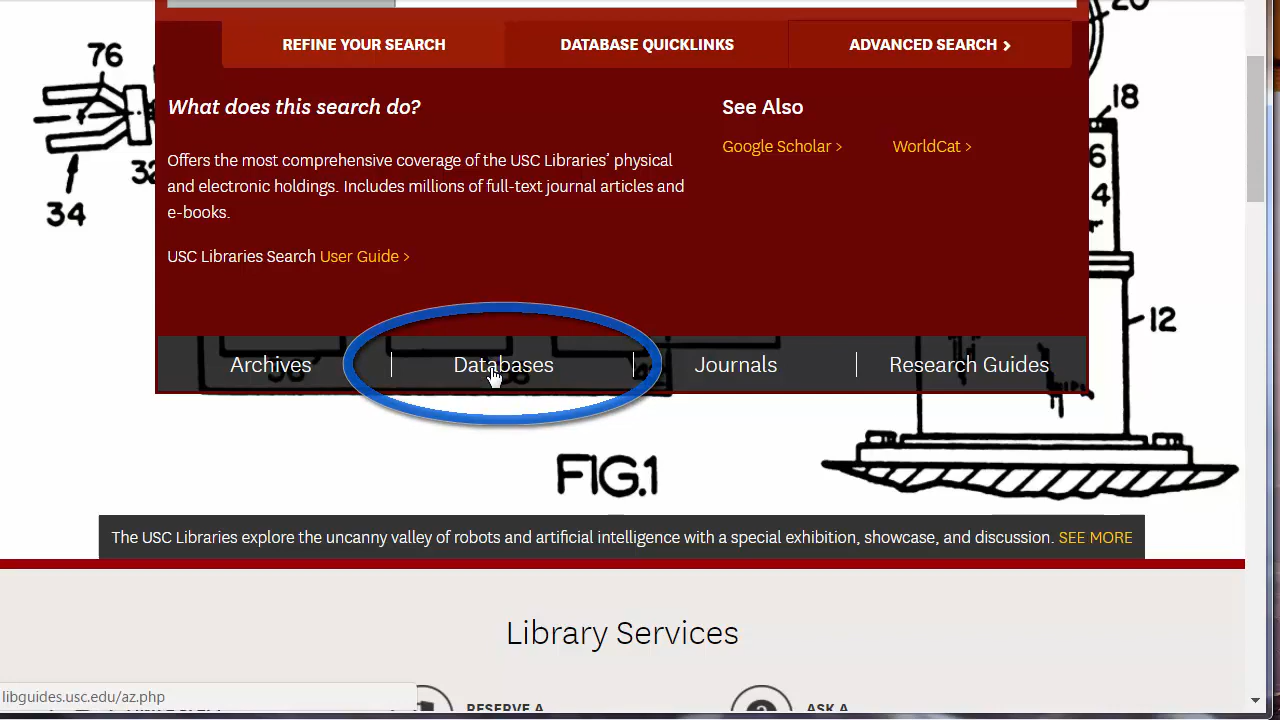 REFINE YOUR SEARCH
DATABASE QUICKLINKS
ADVANCED SEARCH >
What does this search do?
Offers the most comprehensive coverage of the USC Libraries' physical
and electronic holdings. Includes millions of full-text journal articles and
e-books.
USC Libraries Search User Guide >
See Also
Google Scholar >
WorldCat >
Archives
Databases
Journals
Research Guides
76
34
18
6
4
12
FIG.1
The USC Libraries explore the uncanny valley of robots and artificial intelligence with a special exhibition, showcase, and discussion. SEE MORE
Library Services
RESERVE A
ASK A
libguides.usc.edu/az.php